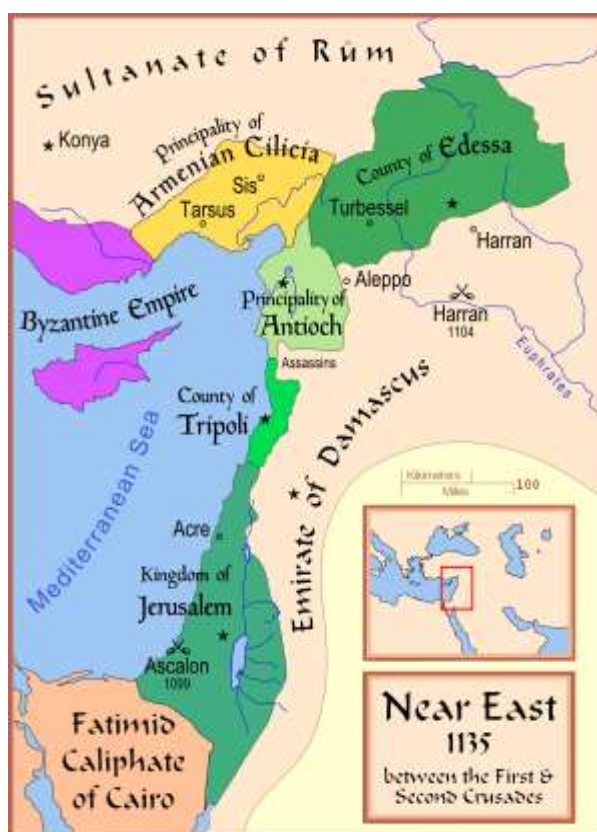 Sultanate of Rûm
Konya
Principality of
Armenian Cilicia
Sis
Tarsus
County of Edessa
Turbessel
Harran
Aleppo
Harran
1104
Euphrates
Byzantine Empire
Principality of
Antioch
Assassins
County of
Tripoli
Mediterranean Sea
Emirate of Damascus
Kilometers
Miles
100
Acre
Kingdom of
Jerusalem
Ascalon
1099
Fatimid
Caliphate
of Cairo
Near East
1135
between the First &
Second Crusades